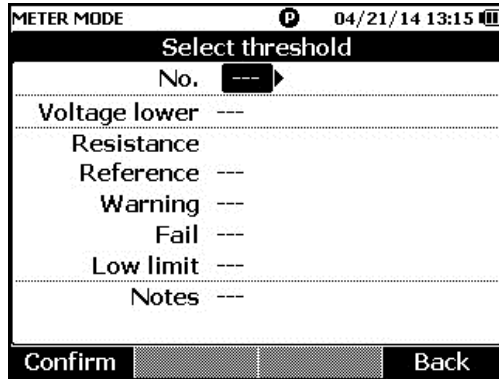 METER MODE P 04/21/14 13:15
Select threshold
No. ---
Voltage lower ---
Resistance
Reference ---
Warning ---
Fail ---
Low limit ---
Notes ---
Confirm Back